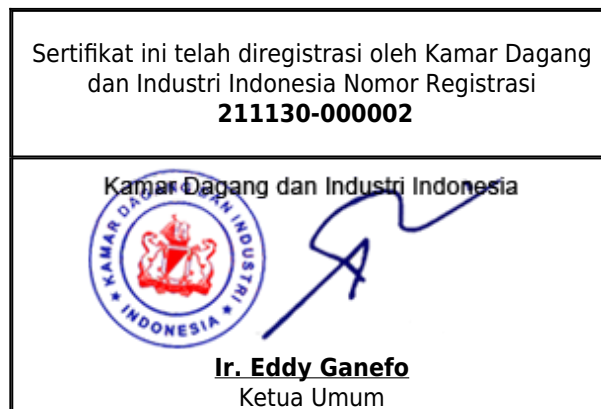 Sertifikat ini telah diregistrasi oleh Kamar Dagang
dan Industri Indonesia Nomor Registrasi
211130-000002
Kamar Dagang dan Industri Indonesia
KAMAR DAGANG DAN INDUSTRI
★ INDONESIA ★
Ir. Eddy Ganefo
Ketua Umum